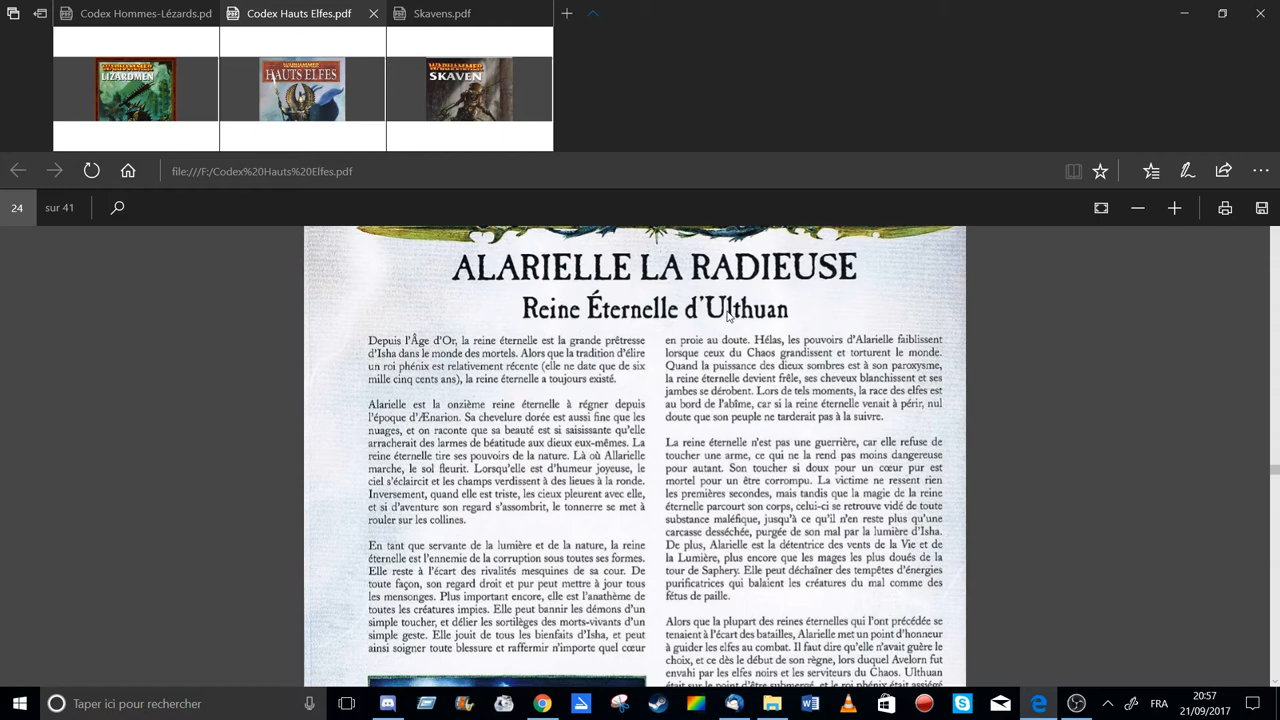 Codex Hommes-Lézards.pd
Codex Hauts Elfes.pdf
Skavens.pdf
WARHAMMER
LIZARDMEN
WARHAMMER
HAUTS ELFES
WARHAMMER
SKAVEN
file:///F:/Codex%20Hauts%20Elfes.pdf
24 sur 41
ALARIELLE LA RADIEUSE
Reine Éternelle d'Ulthuan
Depuis l'Âge d'Or, la reine éternelle est la grande prêtresse
d'Isha dans le monde des mortels. Alors que la tradition d'élire
un roi phénix est relativement récente (elle ne date que de six
mille cinq cents ans), la reine éternelle a toujours existé.
Alarielle est la onzième reine éternelle à régner depuis
l'époque d'Ænarion. Sa chevelure dorée est aussi fine que les
nuages, et on raconte que sa beauté est si saisissante qu'elle
arracherait des larmes de béatitude aux dieux eux-mêmes. La
reine éternelle tire ses pouvoirs de la nature. Là où Allarielle
marche, le sol fleurit. Lorsqu'elle est d'humeur joyeuse, le
ciel s'éclaircit et les champs verdissent à des lieues à la ronde.
Inversement, quand elle est triste, les cieux pleurent avec elle,
et si d'aventure son regard s'assombrit, le tonnerre se met à
rouler sur les collines.
En tant que servante de la lumière et de la nature, la reine
éternelle est l'ennemie de la corruption sous toutes ses formes.
Elle reste à l'écart des rivalités mesquines de sa cour. De
toute façon, son regard droit et pur peut mettre à jour tous
les mensonges. Plus important encore, elle est l'anathème de
toutes les créatures impies. Elle peut bannir les démons d'un
simple toucher, et délier les sortilèges des morts-vivants d'un
simple geste. Elle jouit de tous les bienfaits d'Isha, et peut
ainsi soigner toute blessure et raffermir n'importe quel cœur
en proie au doute. Hélas, les pouvoirs d'Alarielle faiblissent
lorsque ceux du Chaos grandissent et torturent le monde.
Quand la puissance des dieux sombres est à son paroxysme,
la reine éternelle devient frêle, ses cheveux blanchissent et ses
jambes se dérobent. Lors de tels moments, la race des elfes est
au bord de l'abîme, car si la reine éternelle venait à périr, nul
doute que son peuple ne tarderait pas à la suivre.
La reine éternelle n'est pas une guerrière, car elle refuse de
toucher une arme, ce qui ne la rend pas moins dangereuse
pour autant. Son toucher si doux pour un cœur pur est
mortel pour un être corrompu. La victime ne ressent rien
les premières secondes, mais tandis que la magie de la reine
éternelle parcourt son corps, celui-ci se retrouve vidé de toute
substance maléfique, jusqu'à ce qu'il n'en reste plus qu'une
carcasse desséchée, purgée de son mal par la lumière d'Isha.
De plus, Alarielle est la détentrice des vents de la Vie et de
la Lumière, plus encore que les mages les plus doués de la
tour de Saphery. Elle peut déchaîner des tempêtes d'énergies
purificatrices qui balaient les créatures du mal comme des
fétus de paille.
Alors que la plupart des reines éternelles qui l'ont précédée se
tenaient à l'écart des batailles, Alarielle met un point d'honneur
à guider les elfes au combat. Il faut dire qu'elle n'avait guère le
choix, et ce dès le début de son règne, lors duquel Avelorn fut
envahi par les elfes noirs et les serviteurs du Chaos. Ulthuan
était sur le point d'être submergé, et le roi phénix était assiégé
Taper ici pour rechercher
FRA
20:57
21/09/2017